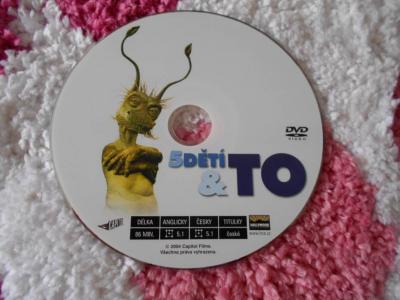 5DĚTÍ
& TO
DVD
VIDEO
DÉLKA ANGLICKY ČESKY TITULKY
86 MIN. 5.1 5.1 české
HOLLYWOOD
© 2004 Capitol Films.
Všechna práva vyhrazena.